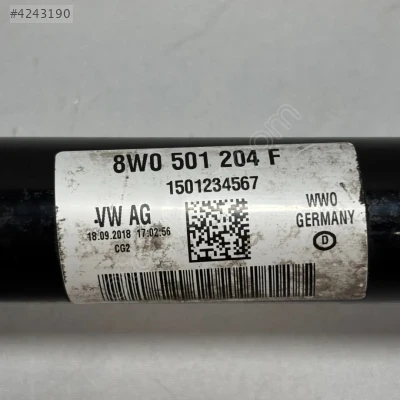 #4243190
8W0 501 204 F
1501234567
VW AG
18.09.2018 17:02:56
CG2
WWO
GERMANY
D